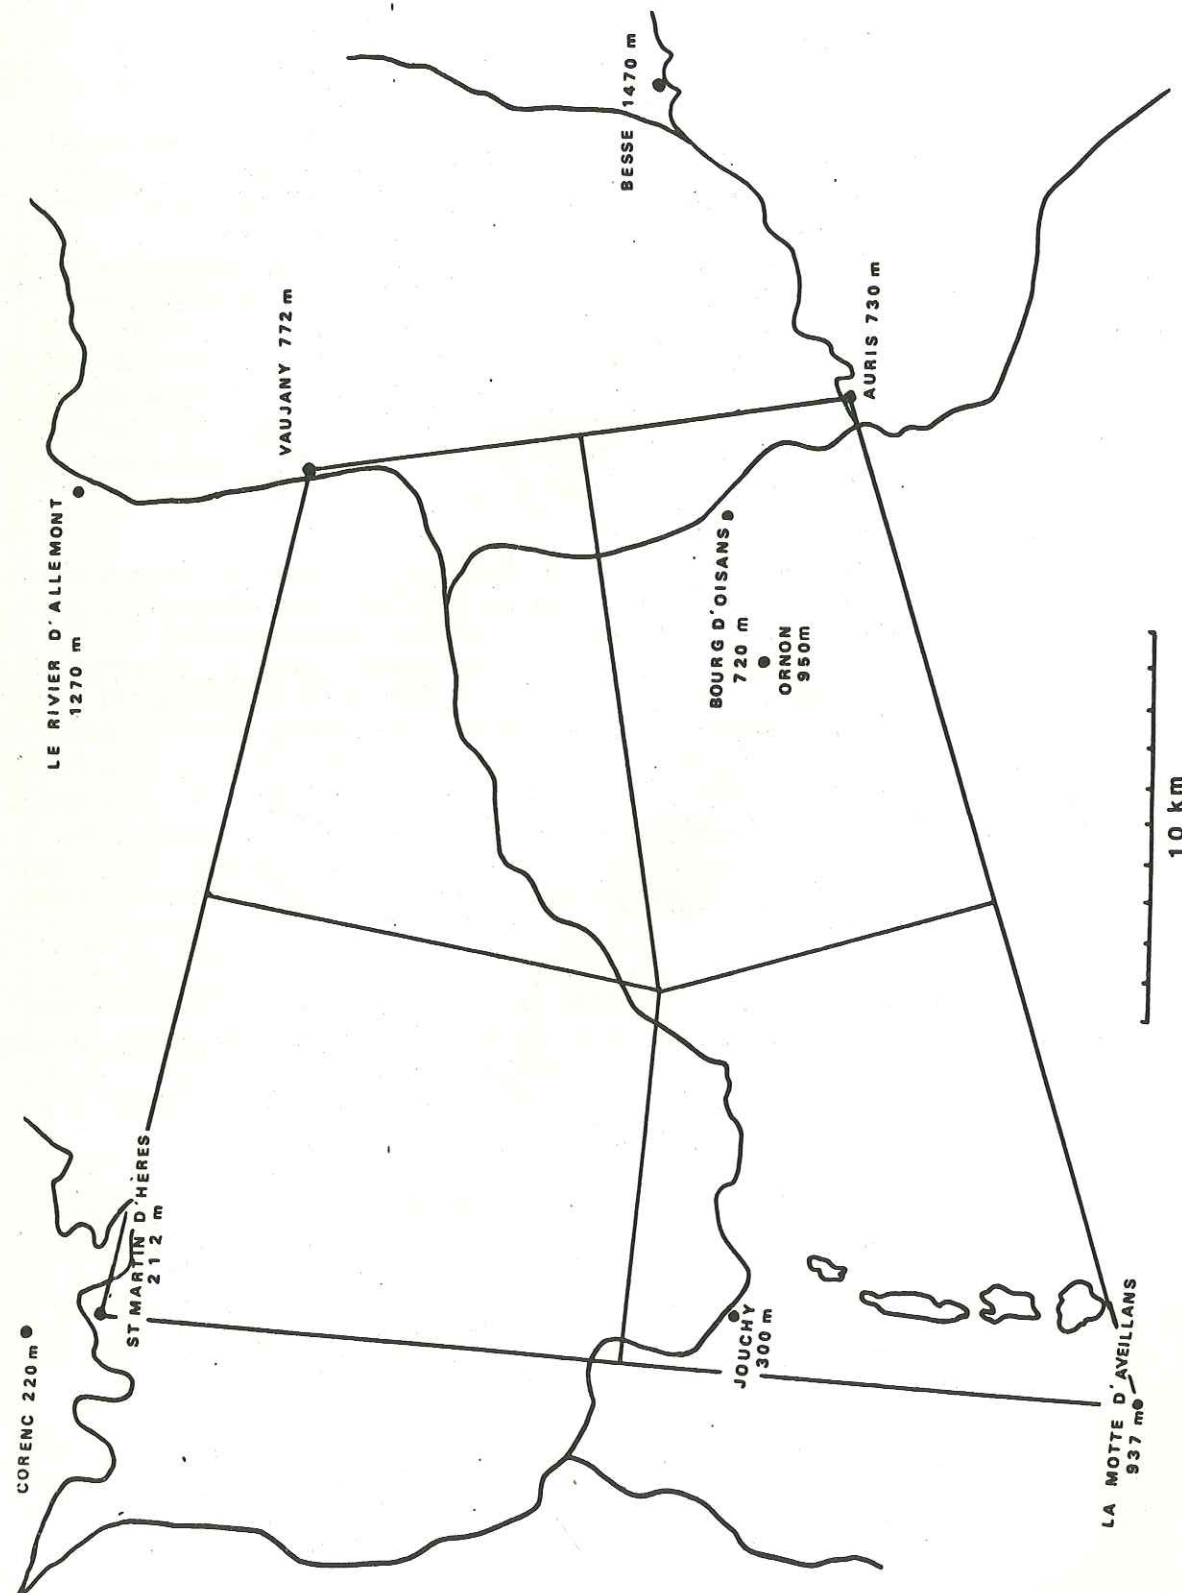 CORENC 220 m
ST MARTIN D'HERES
212 m
LE RIVIER D'ALLEMONT
1270 m
VAUJANY 772 m
BESSE 1470 m
JOUCHY
300 m
BOURG D'OISANS
720 m
ORNON
950m
AURIS 730 m
LA MOTTE D'AVEILLANS
937 m
10 km